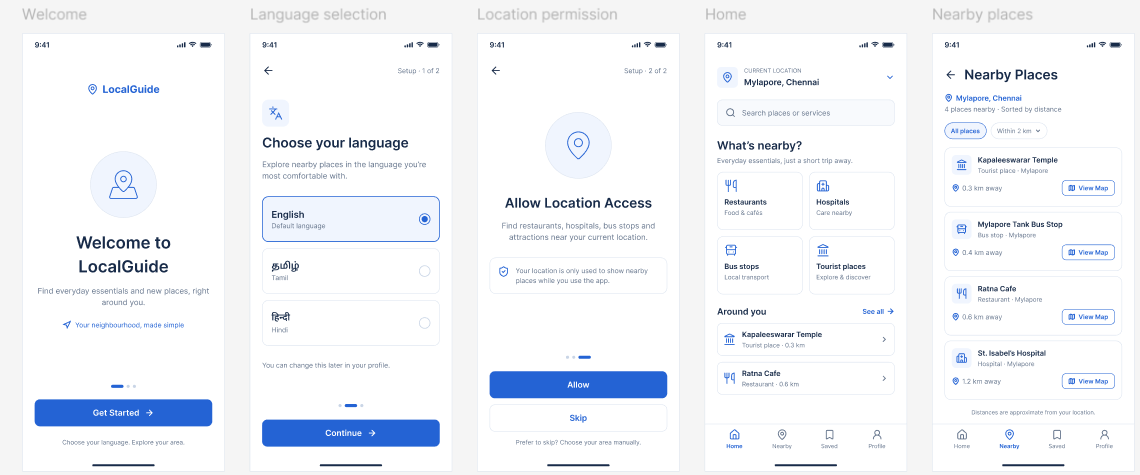 Welcome
9:41
LocalGuide
Welcome to
LocalGuide
Find everyday essentials and new places, right
around you.
Your neighbourhood, made simple
Get Started →
Choose your language. Explore your area.
Language selection
9:41
←
Setup · 1 of 2
Choose your language
Explore nearby places in the language you're
most comfortable with.
English
Default language
தமிழ்
Tamil
हिन्दी
Hindi
You can change this later in your profile.
Continue →
Location permission
9:41
←
Setup · 2 of 2
Allow Location Access
Find restaurants, hospitals, bus stops and
attractions near your current location.
Your location is only used to show nearby
places while you use the app.
Allow
Skip
Prefer to skip? Choose your area manually.
Home
9:41
CURRENT LOCATION
Mylapore, Chennai
Search places or services
What's nearby?
Everyday essentials, just a short trip away.
Restaurants
Food & cafés
Hospitals
Care nearby
Bus stops
Local transport
Tourist places
Explore & discover
Around you
See all →
Kapaleeswarar Temple
Tourist place · 0.3 km
Ratna Cafe
Restaurant · 0.6 km
Home
Nearby
Saved
Profile
Nearby places
9:41
← Nearby Places
Mylapore, Chennai
4 places nearby · Sorted by distance
All places
Within 2 km
Kapaleeswarar Temple
Tourist place · Mylapore
0.3 km away
View Map
Mylapore Tank Bus Stop
Bus stop · Mylapore
0.4 km away
View Map
Ratna Cafe
Restaurant · Mylapore
0.6 km away
View Map
St. Isabel's Hospital
Hospital · Mylapore
1.2 km away
View Map
Distances are approximate from your location.
Home
Nearby
Saved
Profile